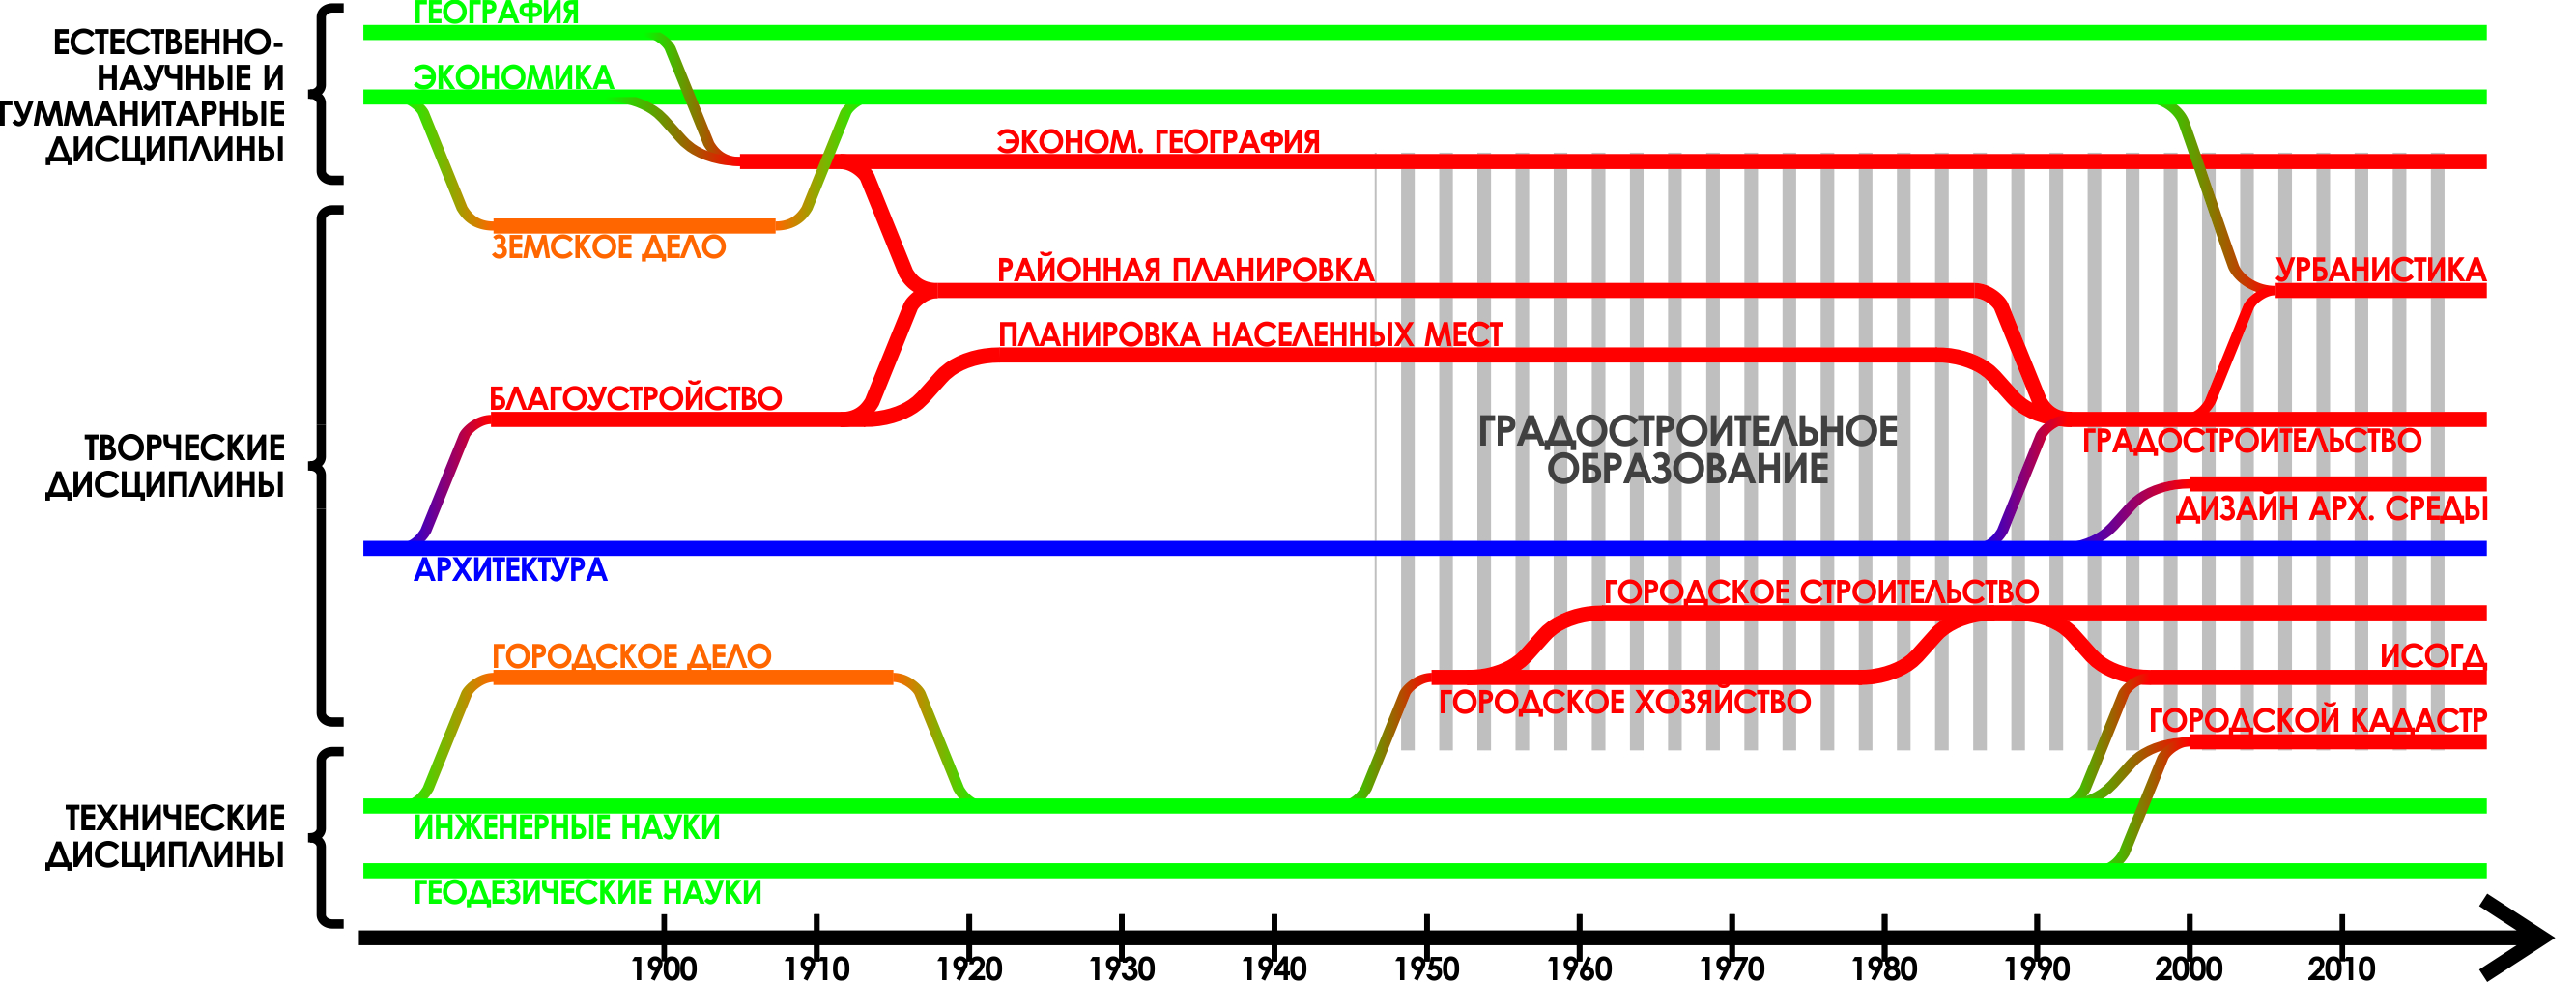 ЕСТЕСТВЕННО-
НАУЧНЫЕ И
ГУММАНИТАРНЫЕ
ДИСЦИПЛИНЫ
ТВОРЧЕСКИЕ
ДИСЦИПЛИНЫ
ТЕХНИЧЕСКИЕ
ДИСЦИПЛИНЫ
ГЕОГРАФИЯ
ЭКОНОМИКА
ЭКОНОМ. ГЕОГРАФИЯ
ЗЕМСКОЕ ДЕЛО
РАЙОННАЯ ПЛАНИРОВКА
УРБАНИСТИКА
ПЛАНИРОВКА НАСЕЛЕННЫХ МЕСТ
БЛАГОУСТРОЙСТВО
ГРАДОСТРОИТЕЛЬНОЕ
ОБРАЗОВАНИЕ
ГРАДОСТРОИТЕЛЬСТВО
ДИЗАЙН АРХ. СРЕДЫ
АРХИТЕКТУРА
ГОРОДСКОЕ СТРОИТЕЛЬСТВО
ГОРОДСКОЕ ДЕЛО
ИСОГД
ГОРОДСКОЕ ХОЗЯЙСТВО
ГОРОДСКОЙ КАДАСТР
ИНЖЕНЕРНЫЕ НАУКИ
ГЕОДЕЗИЧЕСКИЕ НАУКИ
1900 1910 1920 1930 1940 1950 1960 1970 1980 1990 2000 2010